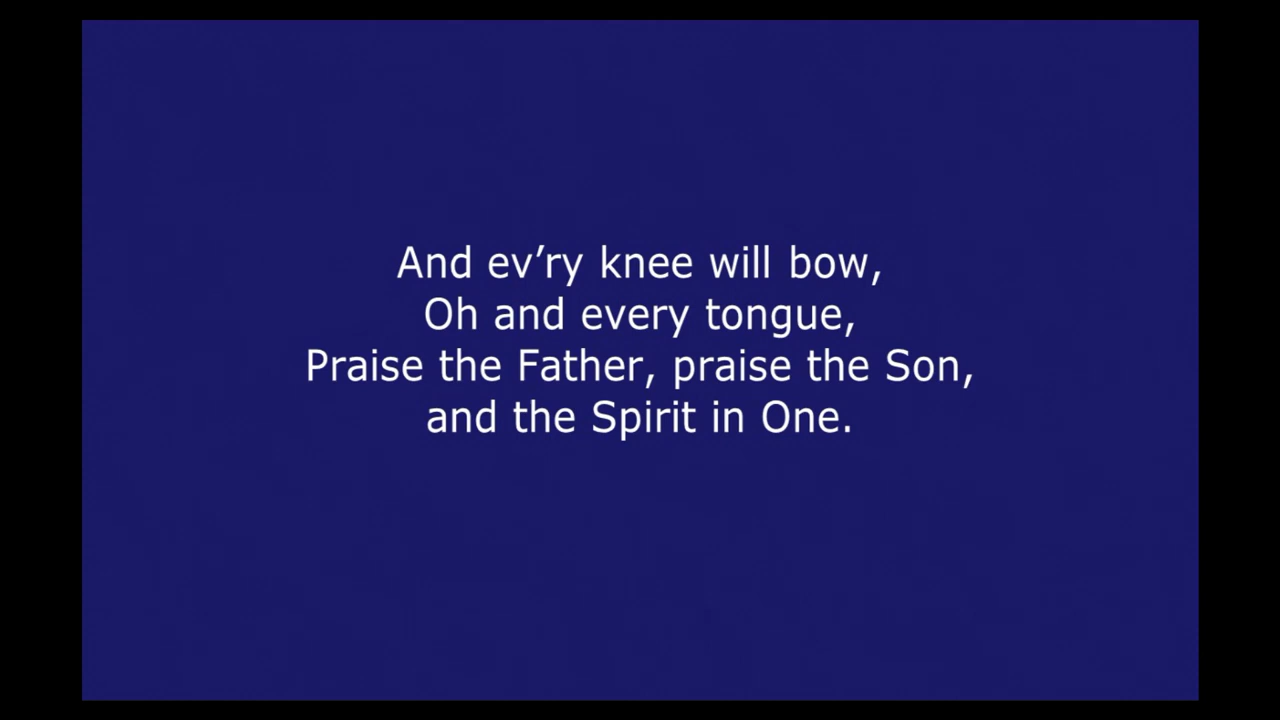 And ev’ry knee will bow,
Oh and every tongue,
Praise the Father, praise the Son,
and the Spirit in One.